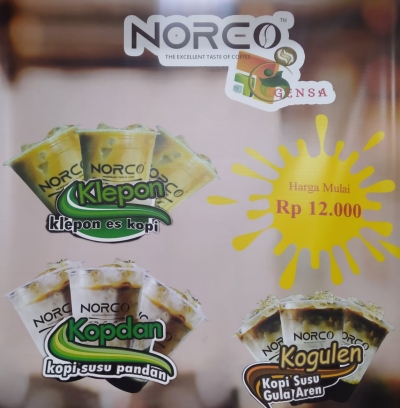 NORCO™
THE EXCELLENT TASTE OF COFFEE
GENSA
NORCO
Klepon
klepon es kopi
Harga Mulai
Rp 12.000
NORCO
Kopdan
kopi susu pandan
NORCO
Kogulen
Kopi Susu
Gula Aren